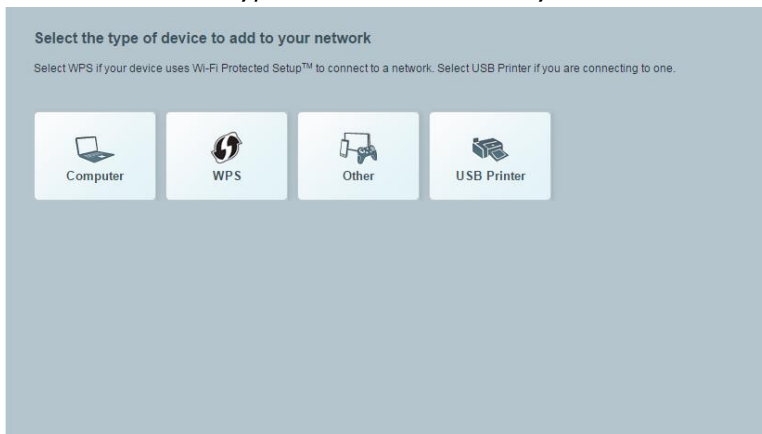 Select the type of device to add to your network
Select WPS if your device uses Wi-Fi Protected Setup™ to connect to a network. Select USB Printer if you are connecting to one.
Computer
WPS
Other
USB Printer